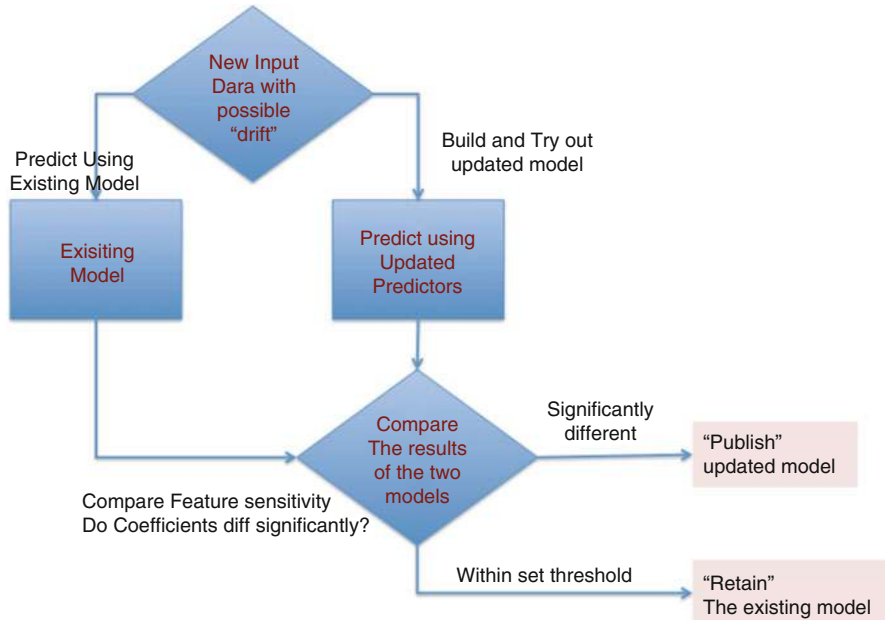 New Input
Dara with
possible
“drift”
Predict Using
Existing Model
Build and Try out
updated model
Exisiting
Model
Predict using
Updated
Predictors
Compare
The results
of the two
models
Significantly
different
“Publish”
updated model
Compare Feature sensitivity
Do Coefficients diff significantly?
Within set threshold
“Retain”
The existing model